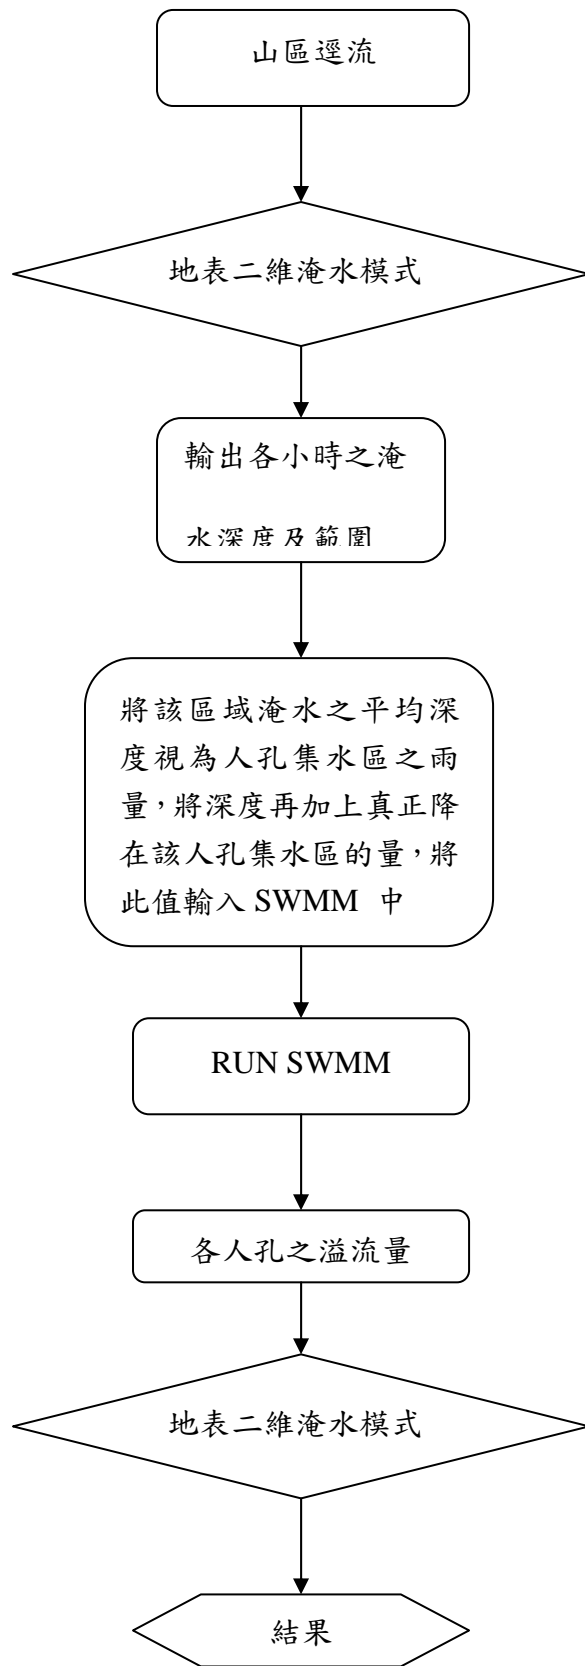 山區逕流
地表二維淹水模式
輸出各小時之淹
水深度及範圍
將該區域淹水之平均深
度視為人孔集水區之雨
量，將深度再加上真正降
在該人孔集水區的量，將
此值輸入 SWMM 中
RUN SWMM
各人孔之溢流量
地表二維淹水模式
結果